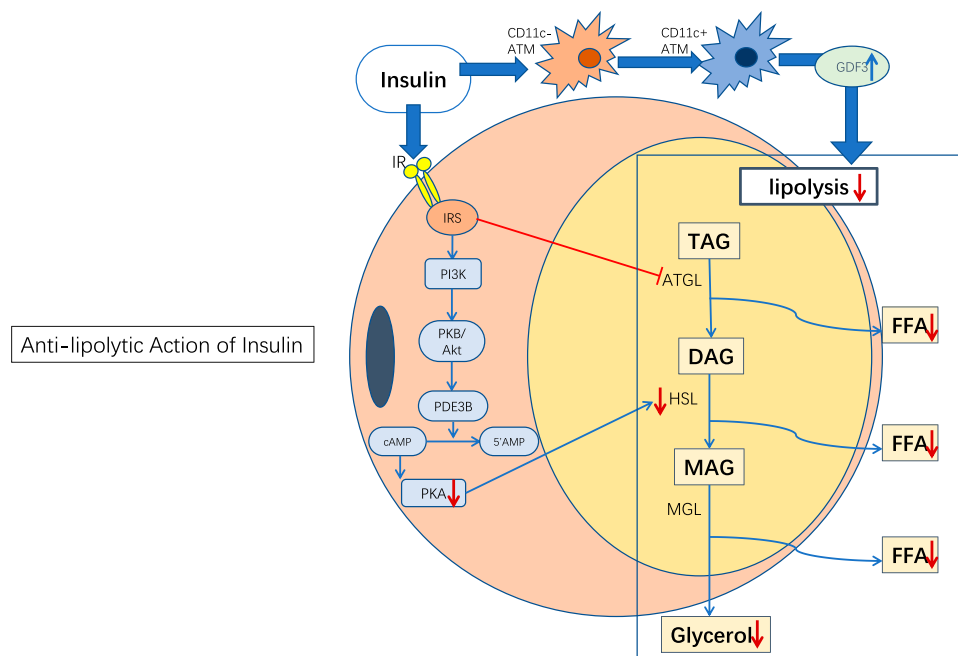 CD11c-
ATM
CD11c+
ATM
Insulin
GDF3
IR
lipolysis
IRS
TAG
PI3K
ATGL
FFA
PKB/
Akt
Anti-lipolytic Action of Insulin
DAG
HSL
PDE3B
cAMP
5'AMP
FFA
MAG
PKA
MGL
FFA
Glycerol